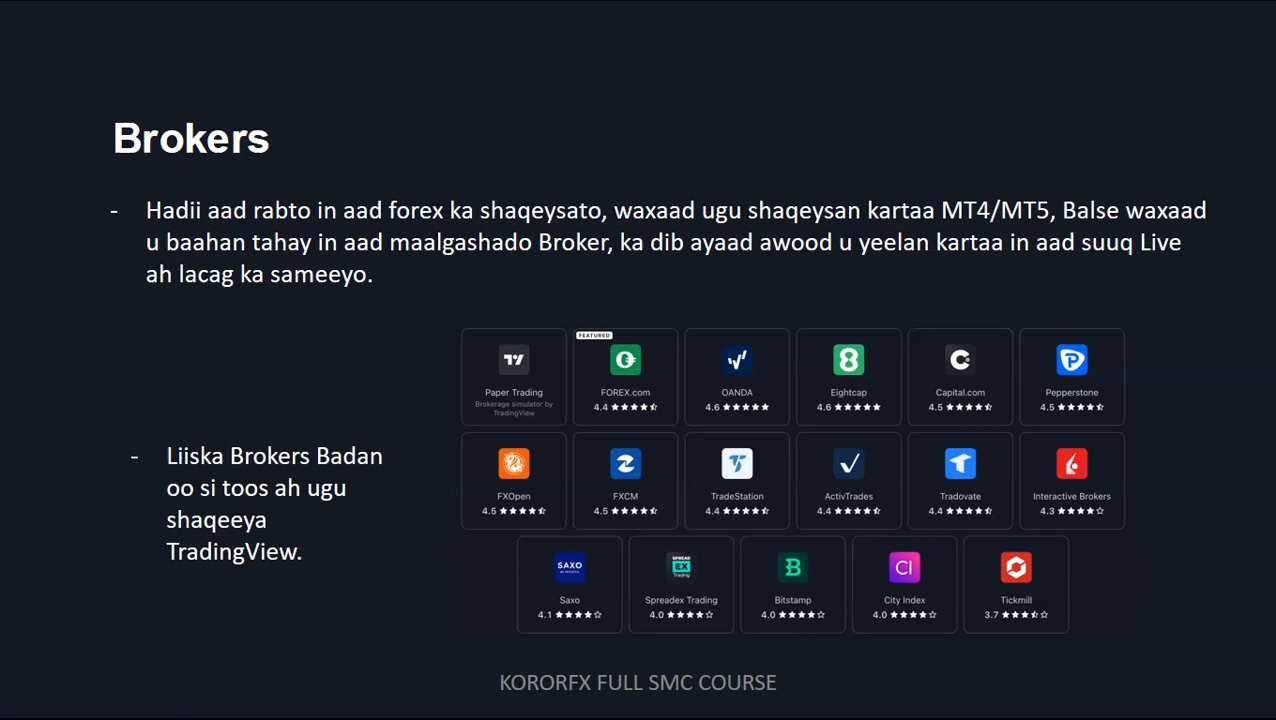 Brokers
- Hadii aad rabto in aad forex ka shaqeysato, waxaad ugu shaqeysan kartaa MT4/MT5, Balse waxaad
u baahan tahay in aad maalgashado Broker, ka dib ayaad awood u yeelan kartaa in aad suuq Live
ah lacag ka sameeyo.
- Liiska Brokers Badan
oo si toos ah ugu
shaqeeya
TradingView.
FEATURED
Paper Trading
Brokerage simulator by
TradingView
FOREX.com
4.4
OANDA
4.6
Eightcap
4.6
Capital.com
4.5
Pepperstone
4.5
FXOpen
4.5
FXCM
4.5
TradeStation
4.4
ActivTrades
4.4
Tradovate
4.4
Interactive Brokers
4.3
SAXO
Saxo
4.1
SPREAD
EX
Trading
Spreadex Trading
4.0
Bitstamp
4.0
CI
City Index
4.0
Tickmill
3.7
KORORFX FULL SMC COURSE